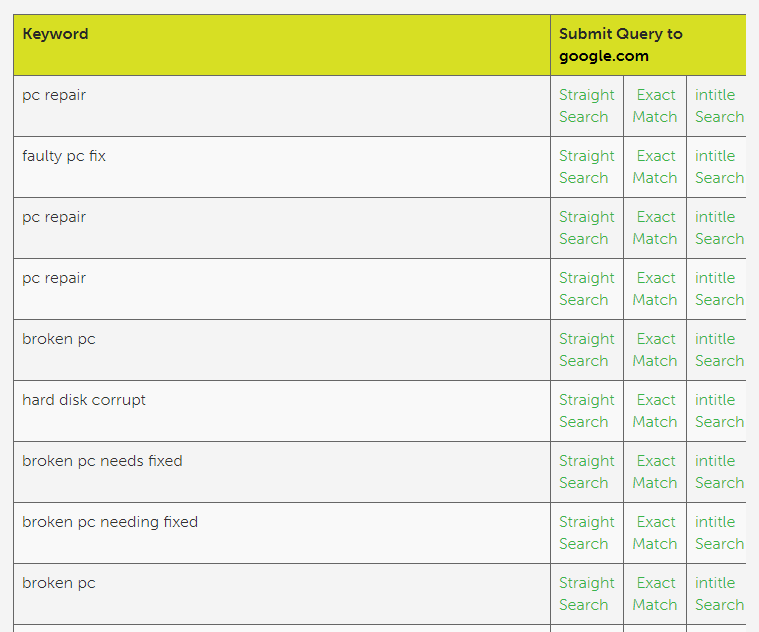 Keyword
Submit Query to
google.com
pc repair
Straight
Search
Exact
Match
intitle
Search
faulty pc fix
Straight
Search
Exact
Match
intitle
Search
pc repair
Straight
Search
Exact
Match
intitle
Search
pc repair
Straight
Search
Exact
Match
intitle
Search
broken pc
Straight
Search
Exact
Match
intitle
Search
hard disk corrupt
Straight
Search
Exact
Match
intitle
Search
broken pc needs fixed
Straight
Search
Exact
Match
intitle
Search
broken pc needing fixed
Straight
Search
Exact
Match
intitle
Search
broken pc
Straight
Search
Exact
Match
intitle
Search